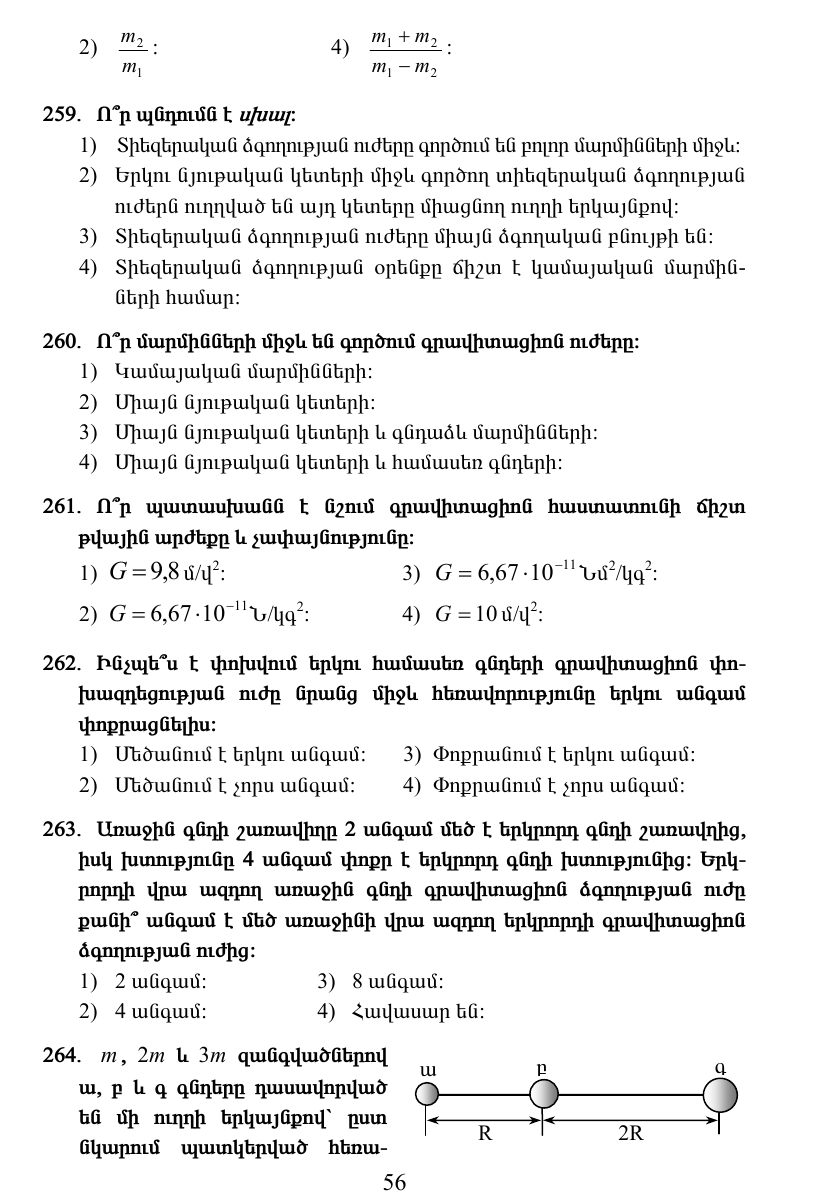 2) m₂/m₁ : 4) (m₁ + m₂)/(m₁ − m₂) :
259. Ո՞ր պնդումն է սխալ:
1) Տիեզերական ձգողության ուժերը գործում են բոլոր մարմինների միջև:
2) Երկու նյութական կետերի միջև գործող տիեզերական ձգողության
ուժերն ուղղված են այդ կետերը միացնող ուղղի երկայնքով:
3) Տիեզերական ձգողության ուժերը միայն ձգողական բնույթի են:
4) Տիեզերական ձգողության օրենքը ճիշտ է կամայական մարմին-
ների համար:
260. Ո՞ր մարմինների միջև են գործում գրավիտացիոն ուժերը:
1) Կամայական մարմինների:
2) Միայն նյութական կետերի:
3) Միայն նյութական կետերի և գնդաձև մարմինների:
4) Միայն նյութական կետերի և համասեռ գնդերի:
261. Ո՞ր պատասխանն է նշում գրավիտացիոն հաստատունի ճիշտ
թվային արժեքը և չափայնությունը:
1) G = 9,8 մ/վ²: 3) G = 6,67 · 10⁻¹¹ Նմ²/կգ²:
2) G = 6,67 · 10⁻¹¹ Ն/կգ²: 4) G = 10 մ/վ²:
262. Ինչպե՞ս է փոխվում երկու համասեռ գնդերի գրավիտացիոն փո-
խազդեցության ուժը նրանց միջև հեռավորությունը երկու անգամ
փոքրացնելիս:
1) Մեծանում է երկու անգամ: 3) Փոքրանում է երկու անգամ:
2) Մեծանում է չորս անգամ: 4) Փոքրանում է չորս անգամ:
263. Առաջին գնդի շառավիղը 2 անգամ մեծ է երկրորդ գնդի շառավղից,
իսկ խտությունը 4 անգամ փոքր է երկրորդ գնդի խտությունից: Երկ-
րորդի վրա ազդող առաջին գնդի գրավիտացիոն ձգողության ուժը
քանի՞ անգամ է մեծ առաջինի վրա ազդող երկրորդի գրավիտացիոն
ձգողության ուժից:
1) 2 անգամ: 3) 8 անգամ:
2) 4 անգամ: 4) Հավասար են:
264. m, 2m և 3m զանգվածներով
ա, բ և գ գնդերը դասավորված
են մի ուղղի երկայնքով՝ ըստ
նկարում պատկերված հեռա-
ա բ գ
R 2R
56